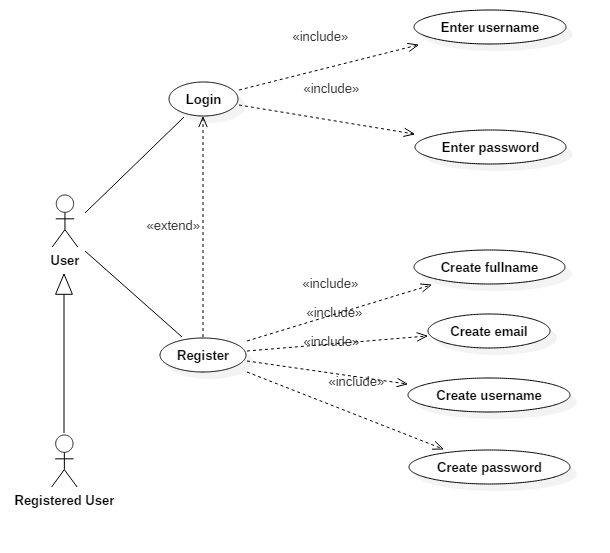 «include»
Enter username
Login
«include»
Enter password
«extend»
User
Create fullname
«include»
«include»
Create email
«include»
Register
«include»
Create username
Create password
Registered User